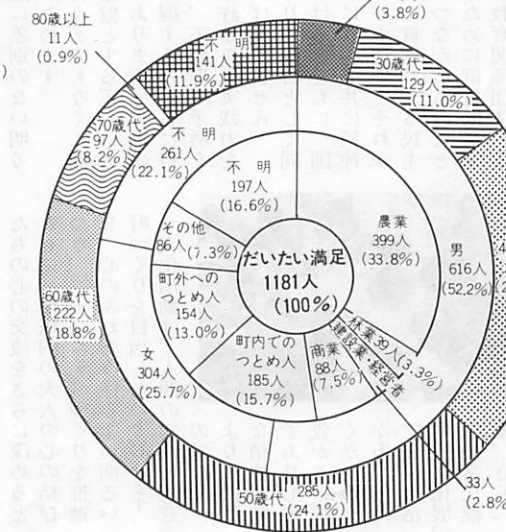 (3.8%)
80歳以上
11人
(0.9%)
不明
141人
(11.9%)
30歳代
129人
(11.0%)
70歳代
97人
(8.2%)
不明
261人
(22.1%)
不明
197人
(16.6%)
農業
399人
(33.8%)
男
616人
(52.2%)
その他
86人(7.3%)
だいたい満足
1181人
(100%)
町外への
つとめ人
154人
(13.0%)
60歳代
222人
(18.8%)
女
304人
(25.7%)
町内での
つとめ人
185人
(15.7%)
商業
88人
(7.5%)
林業39人(3.3%)
建設業・経営者
33人
(2.8%)
50歳代 285人
(24.1%)